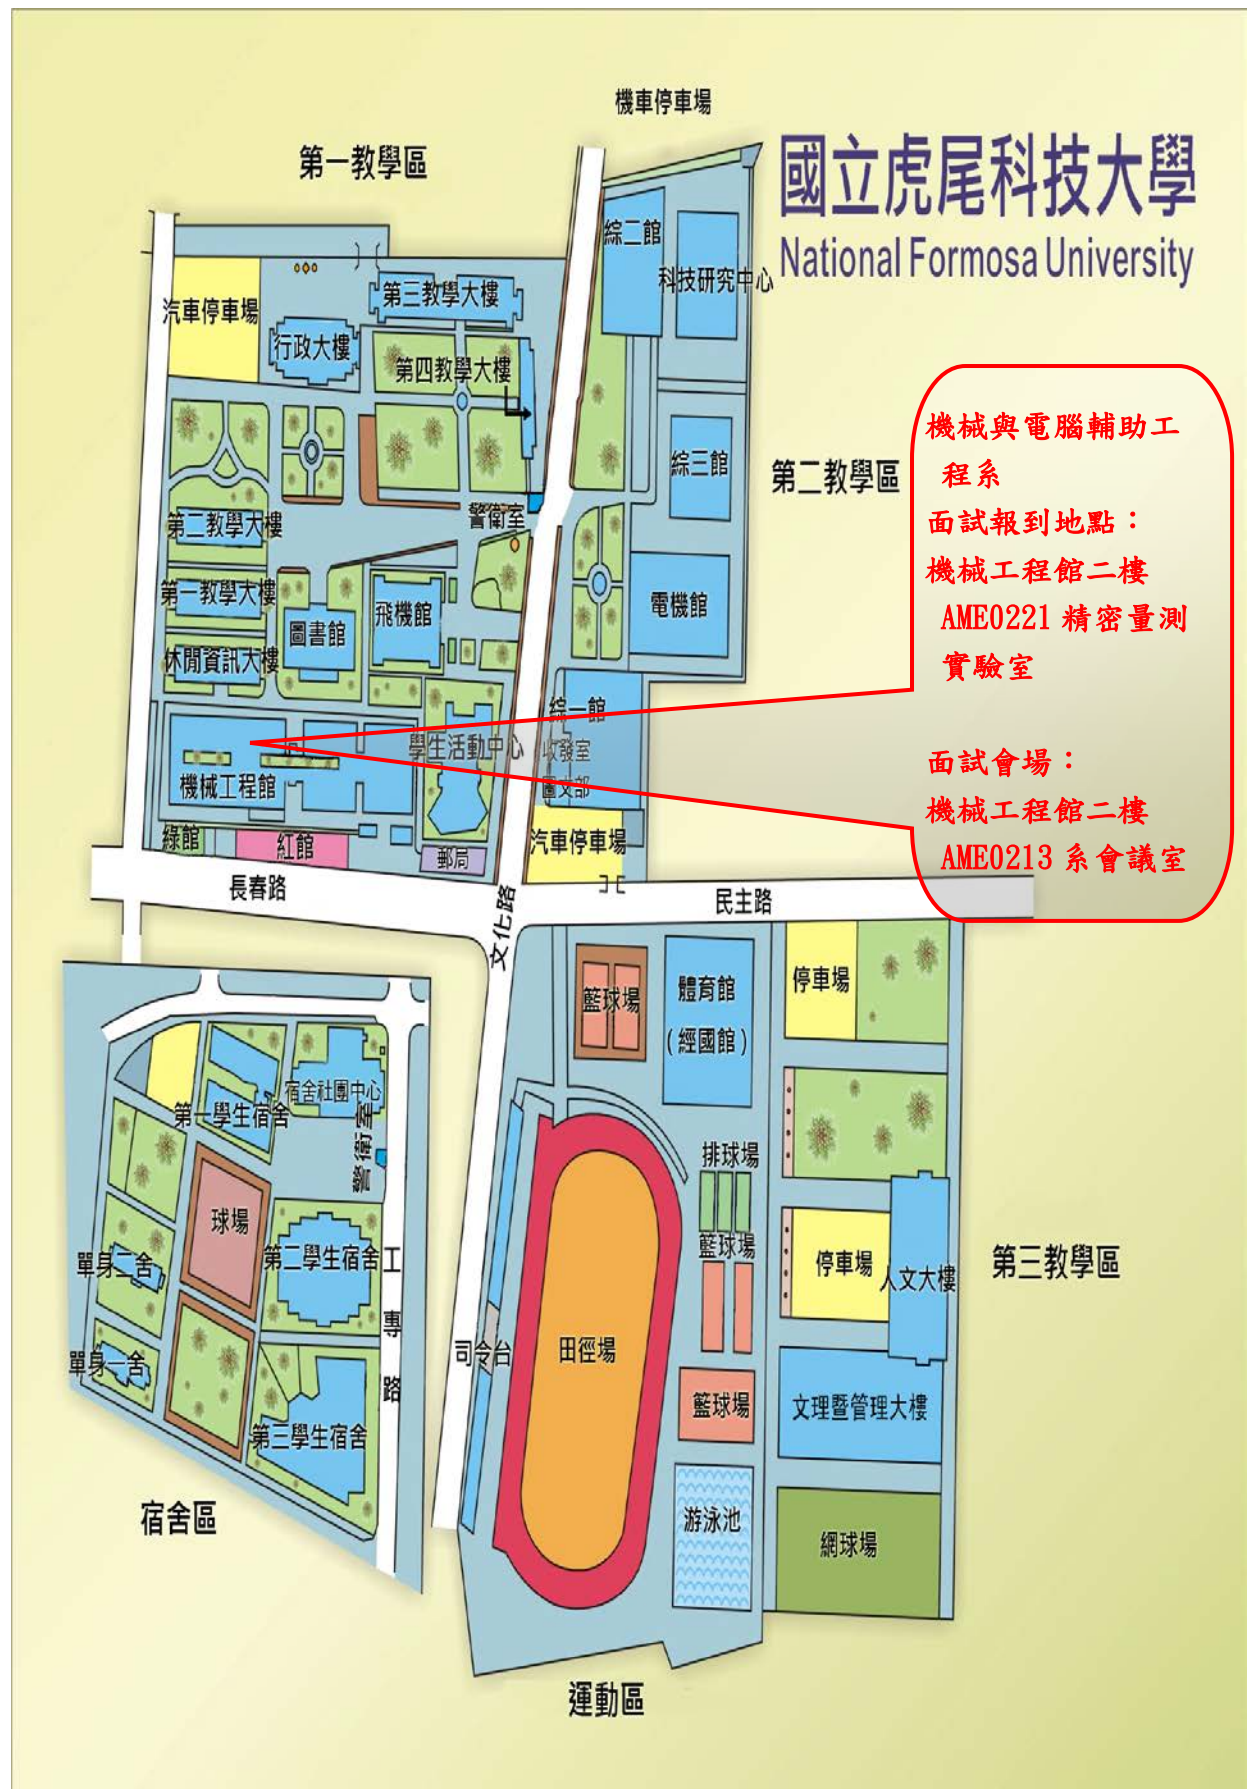 機車停車場
國立虎尾科技大學
National Formosa University
第一教學區
綜二館
科技研究中心
汽車停車場
第三教學大樓
行政大樓
第四教學大樓
綜三館
第二教學區
警衛室
第二教學大樓
第一教學大樓
圖書館
飛機館
電機館
休閒資訊大樓
綜一館
收發室
圖文部
學生活動中心
機械工程館
綠館
紅館
郵局
汽車停車場
機械與電腦輔助工
程系
面試報到地點：
機械工程館二樓
AME0221 精密量測
實驗室
面試會場：
機械工程館二樓
AME0213 系會議室
長春路
民主路
文化路
籃球場
體育館
(經國館)
停車場
宿舍社團中心
第一學生宿舍
警衛室
排球場
球場
籃球場
第二學生宿舍
單身二舍
停車場
人文大樓
第三教學區
工專路
單身一舍
司令台
田徑場
籃球場
文理暨管理大樓
第三學生宿舍
宿舍區
游泳池
網球場
運動區